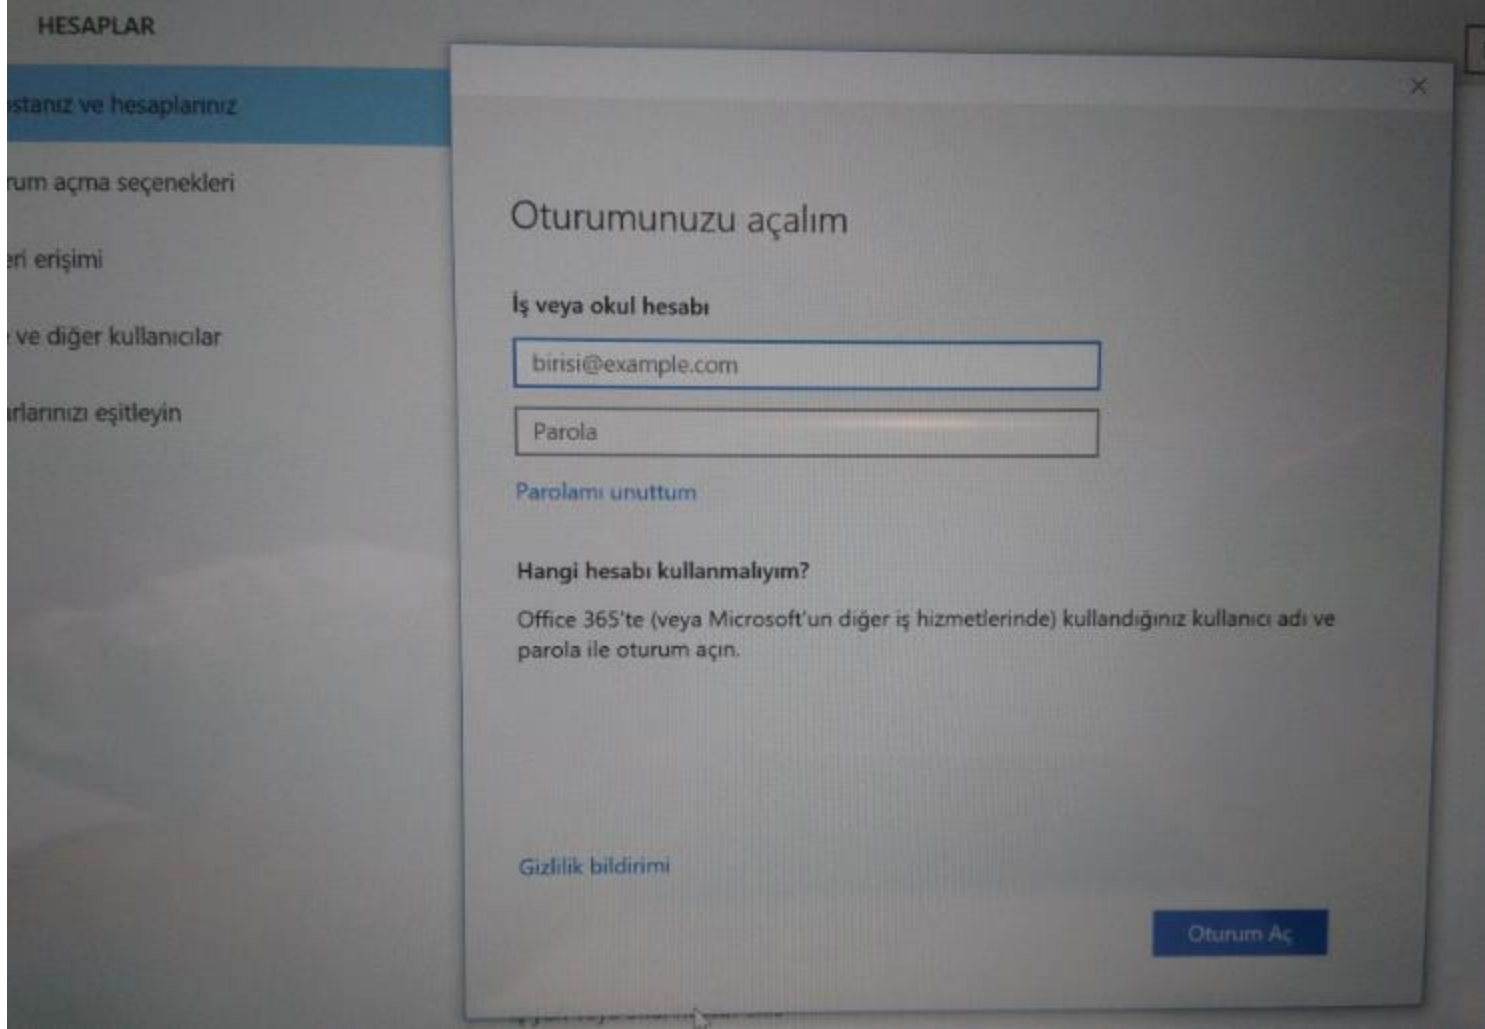 HESAPLAR
stanız ve hesaplarınız
rum açma seçenekleri
eri erişimi
ve diğer kullanıcılar
rlarınızı eşitleyin
Oturumunuzu açalım
İş veya okul hesabı
birisi@example.com
Parola
Parolamı unuttum
Hangi hesabı kullanmalıyım?
Office 365'te (veya Microsoft'un diğer iş hizmetlerinde) kullandığınız kullanıcı adı ve
parola ile oturum açın.
Gizlilik bildirimi
Oturum Aç